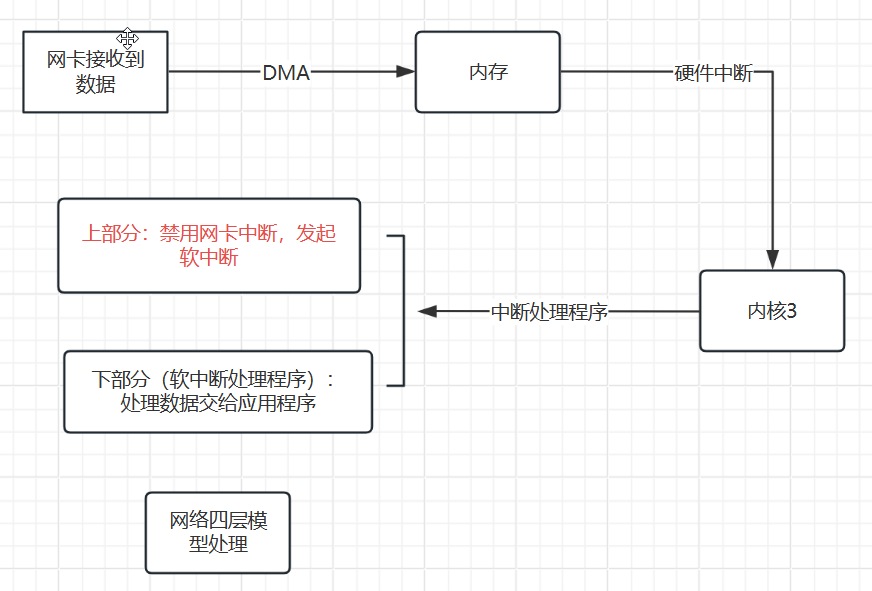 网卡接收到
数据
DMA
内存
硬件中断
上部分：禁用网卡中断，发起
软中断
中断处理程序
内核3
下部分（软中断处理程序）：
处理数据交给应用程序
网络四层模
型处理